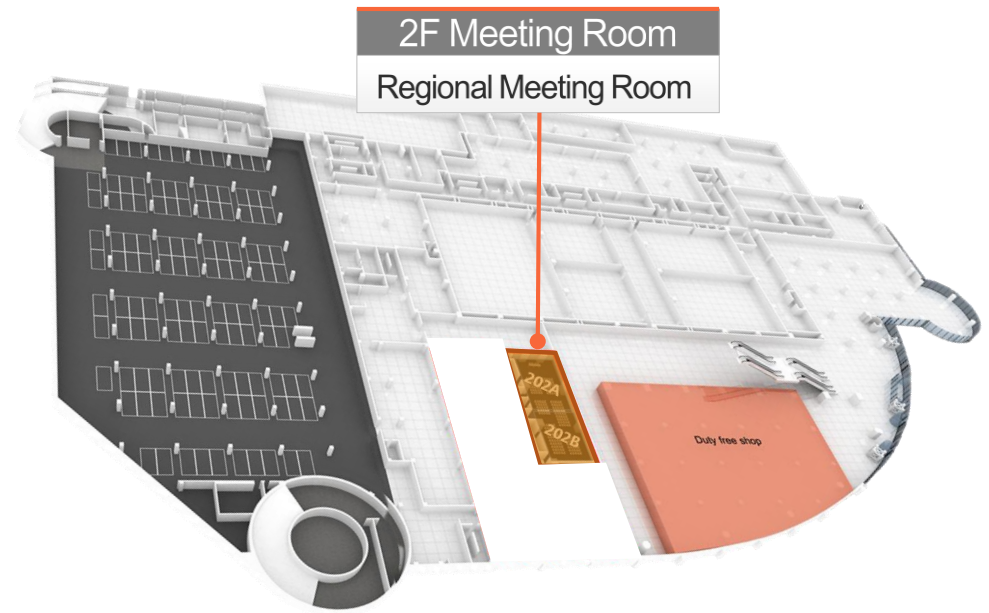 2F Meeting Room
Regional Meeting Room
202A
202B
Duty free shop